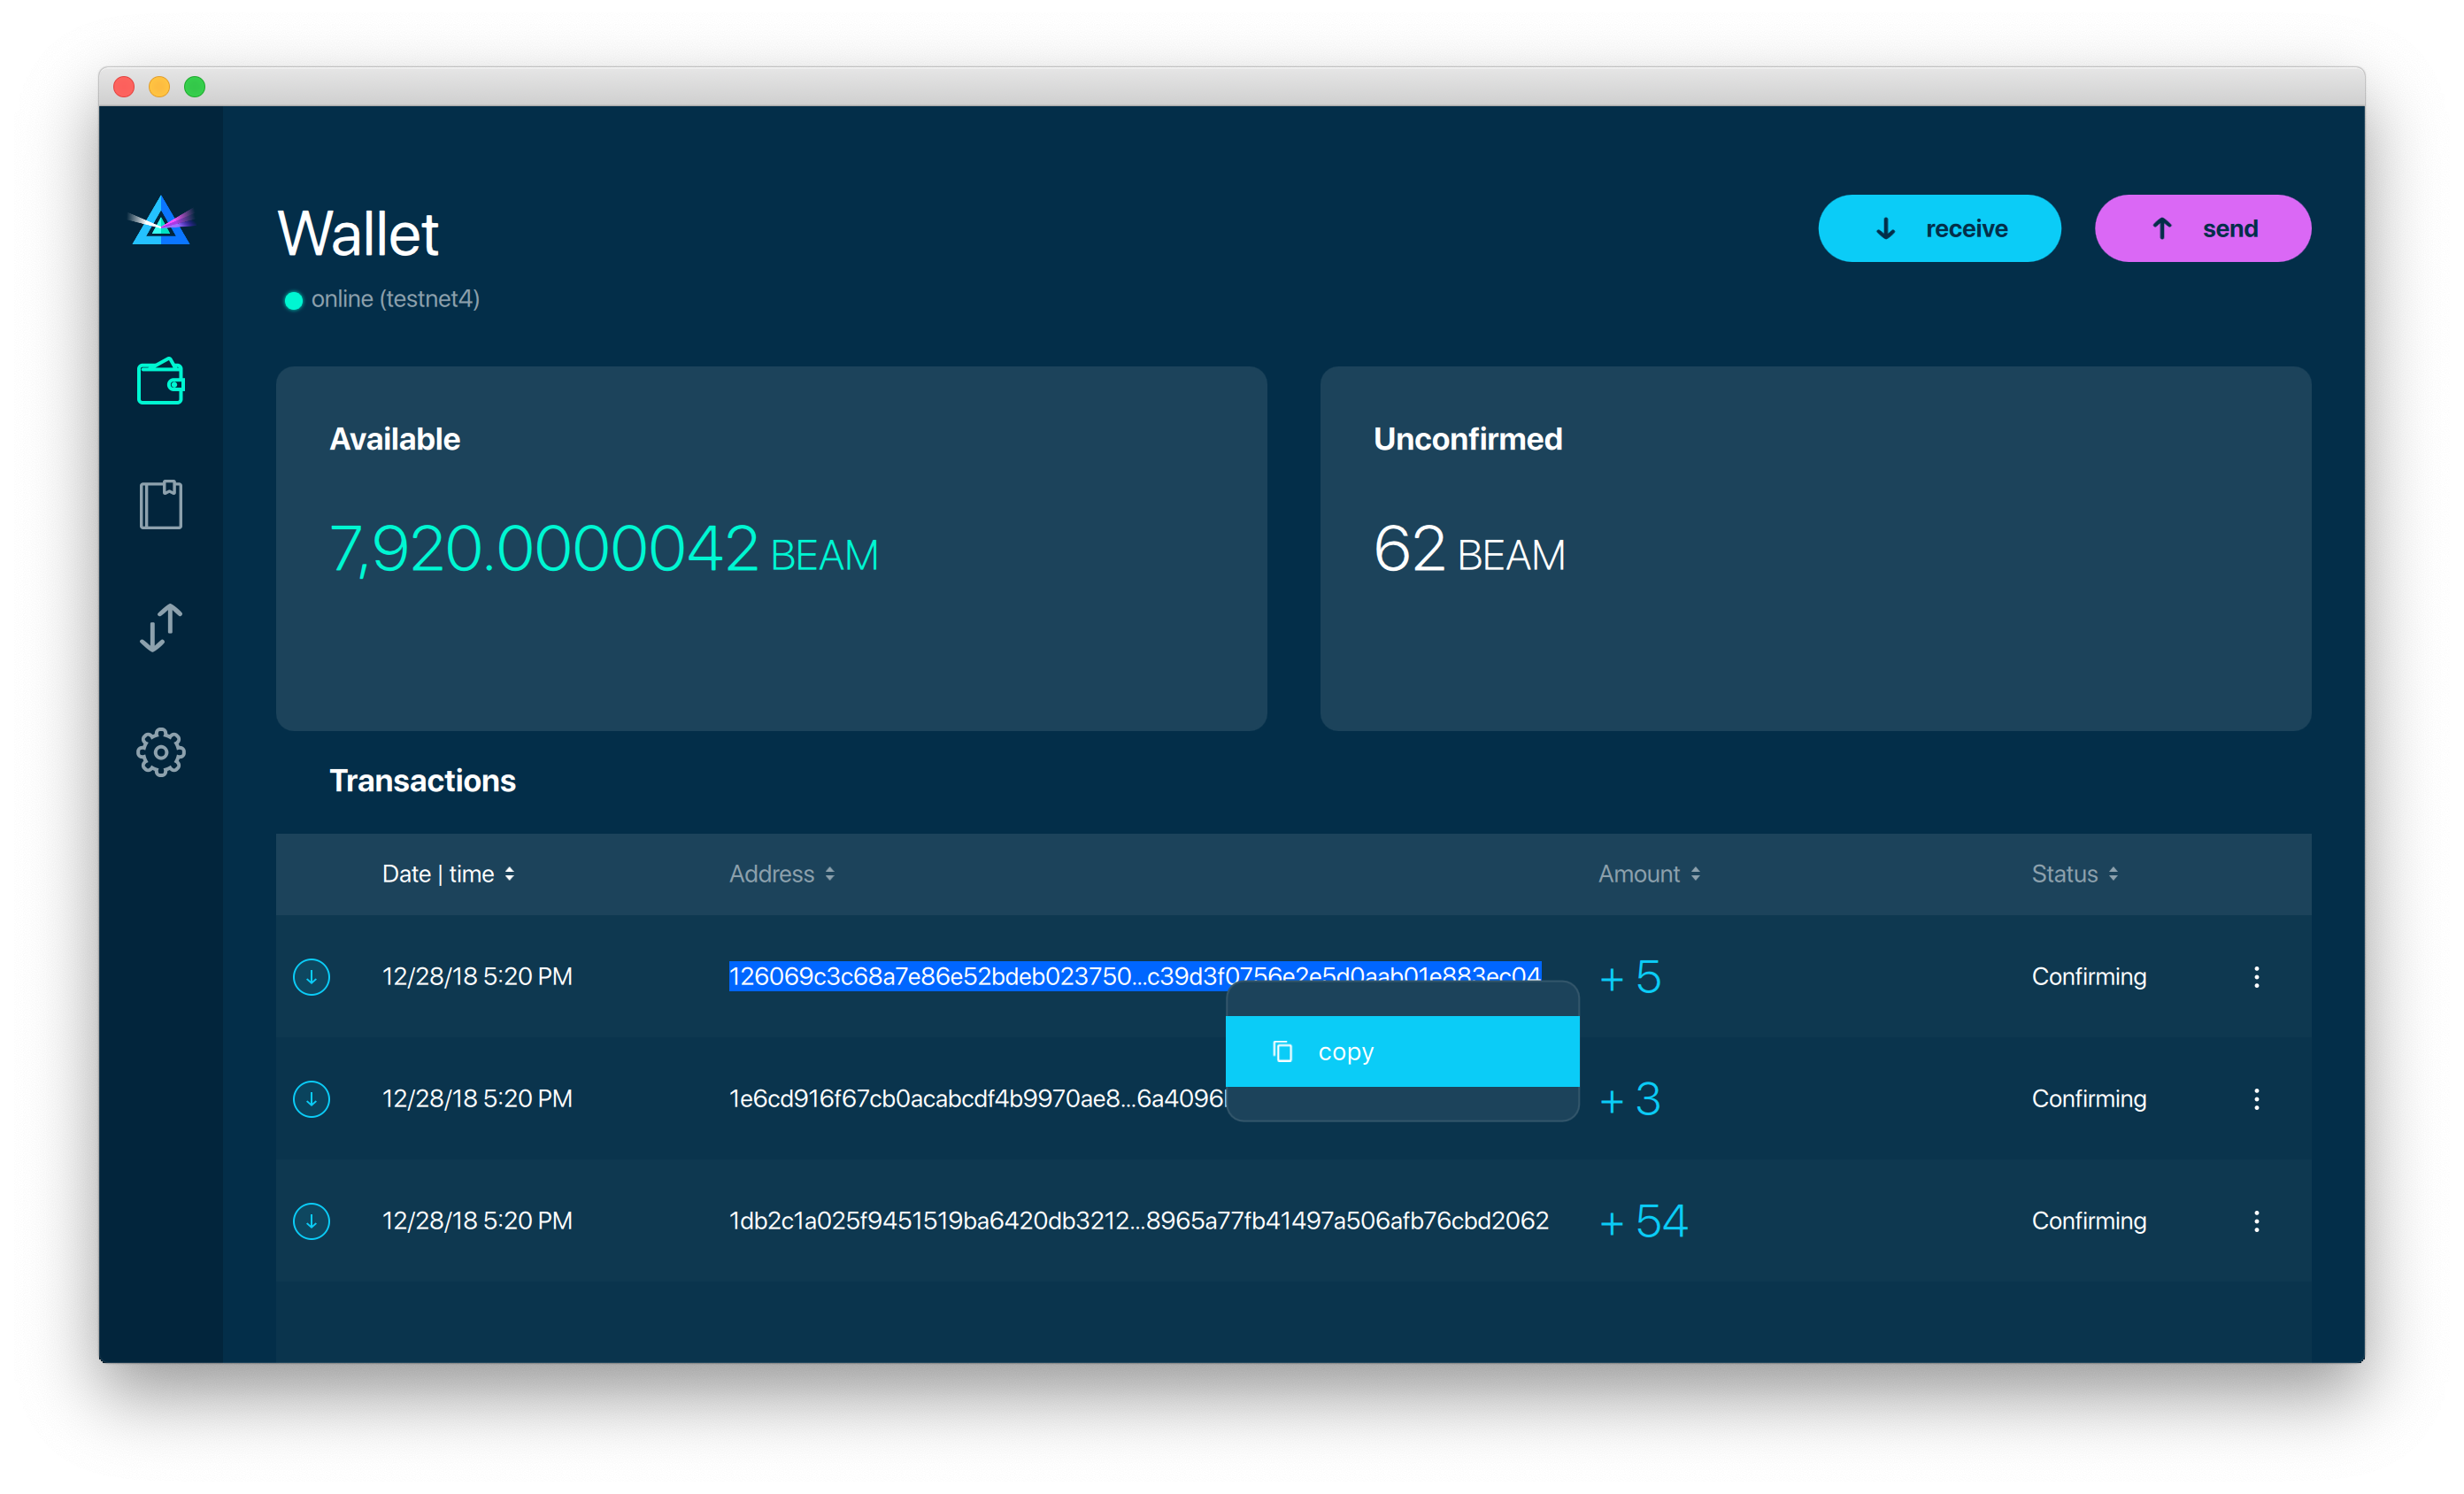 Wallet
receive
send
online (testnet4)
Available
Unconfirmed
7,920.0000042 BEAM
62 BEAM
Transactions
Date | time
Address
Amount
Status
12/28/18 5:20 PM
126069c3c68a7e86e52bdeb023750...c39d3f0756e2e5d0aab01e883ec04
+ 5
Confirming
copy
12/28/18 5:20 PM
1e6cd916f67cb0acabcdf4b9970ae8...6a4096
+ 3
Confirming
12/28/18 5:20 PM
1db2c1a025f9451519ba6420db3212...8965a77fb41497a506afb76cbd2062
+ 54
Confirming